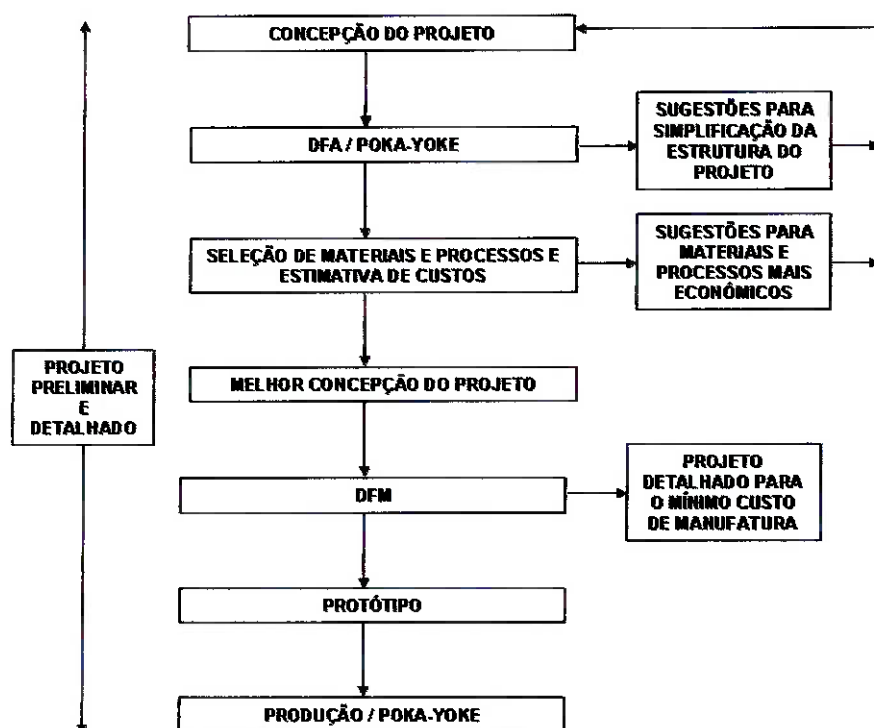 CONCEPÇÃO DO PROJETO
DFA / POKA-YOKE
SUGESTÕES PARA
SIMPLIFICAÇÃO DA
ESTRUTURA DO
PROJETO
SELEÇÃO DE MATERIAIS E PROCESSOS E
ESTIMATIVA DE CUSTOS
SUGESTÕES PARA
MATERIAIS E
PROCESSOS MAIS
ECONÔMICOS
PROJETO
PRELIMINAR
E
DETALHADO
MELHOR CONCEPÇÃO DO PROJETO
DFM
PROJETO
DETALHADO PARA
O MÍNIMO CUSTO
DE MANUFATURA
PROTÓTIPO
PRODUÇÃO / POKA-YOKE